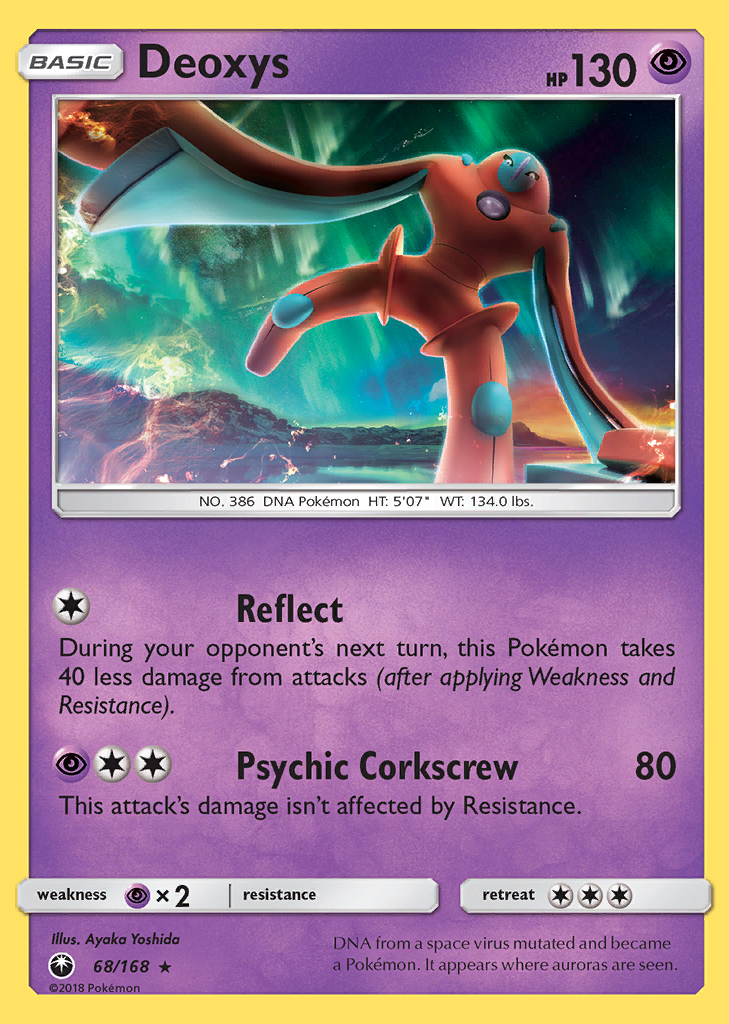 BASIC
Deoxys
HP 130
NO. 386 DNA Pokémon HT: 5'07" WT: 134.0 lbs.
Reflect
During your opponent's next turn, this Pokémon takes
40 less damage from attacks (after applying Weakness and
Resistance).
Psychic Corkscrew 80
This attack's damage isn't affected by Resistance.
weakness ×2 resistance retreat
Illus. Ayaka Yoshida
68/168 ★
©2018 Pokémon
DNA from a space virus mutated and became
a Pokémon. It appears where auroras are seen.